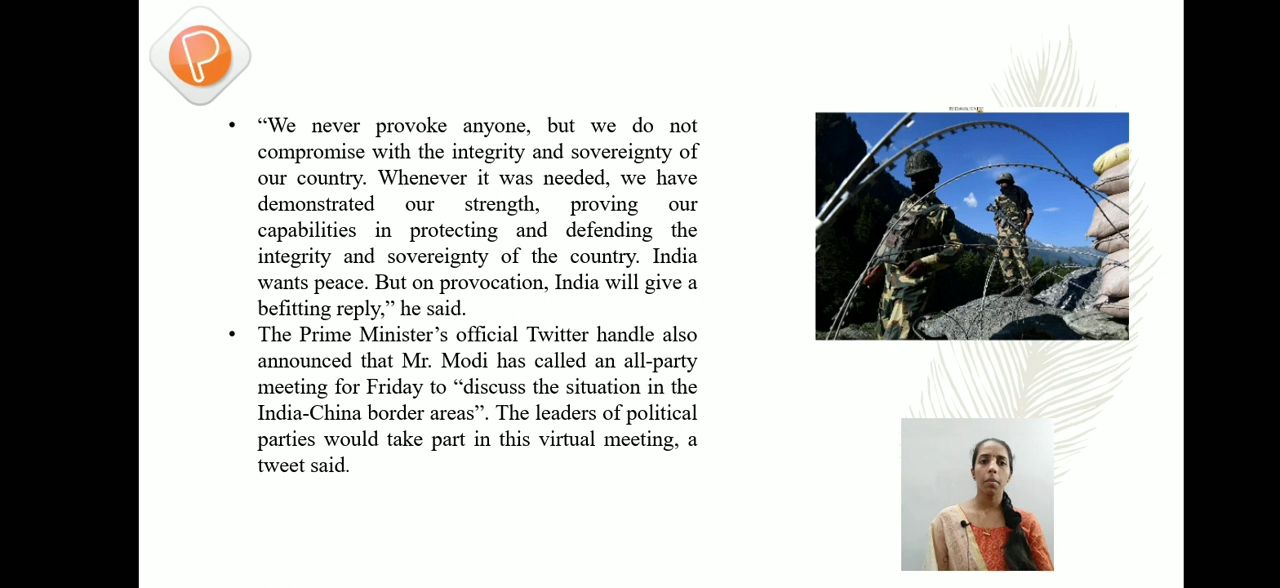 • “We never provoke anyone, but we do not
compromise with the integrity and sovereignty of
our country. Whenever it was needed, we have
demonstrated our strength, proving our
capabilities in protecting and defending the
integrity and sovereignty of the country. India
wants peace. But on provocation, India will give a
befitting reply,” he said.
• The Prime Minister’s official Twitter handle also
announced that Mr. Modi has called an all-party
meeting for Friday to “discuss the situation in the
India-China border areas”. The leaders of political
parties would take part in this virtual meeting, a
tweet said.